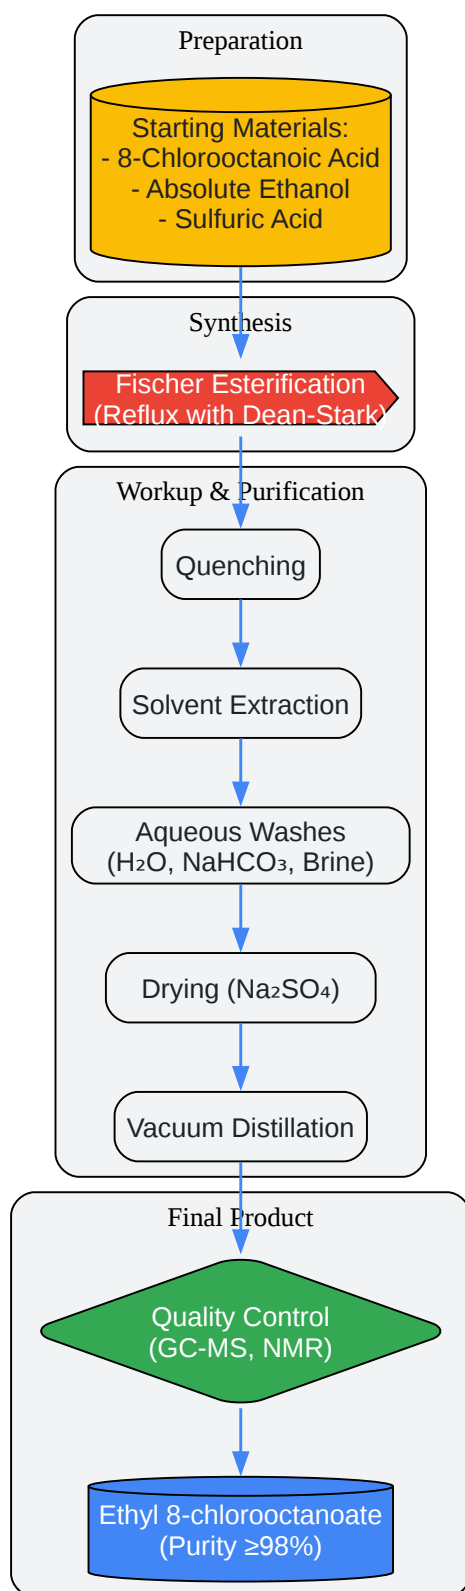 Preparation
Starting Materials:
- 8-Chlorooctanoic Acid
- Absolute Ethanol
- Sulfuric Acid
Synthesis
Fischer Esterification
(Reflux with Dean-Stark)
Workup & Purification
Quenching
Solvent Extraction
Aqueous Washes
(H₂O, NaHCO₃, Brine)
Drying (Na₂SO₄)
Vacuum Distillation
Final Product
Quality Control
(GC-MS, NMR)
Ethyl 8-chlorooctanoate
(Purity ≥98%)